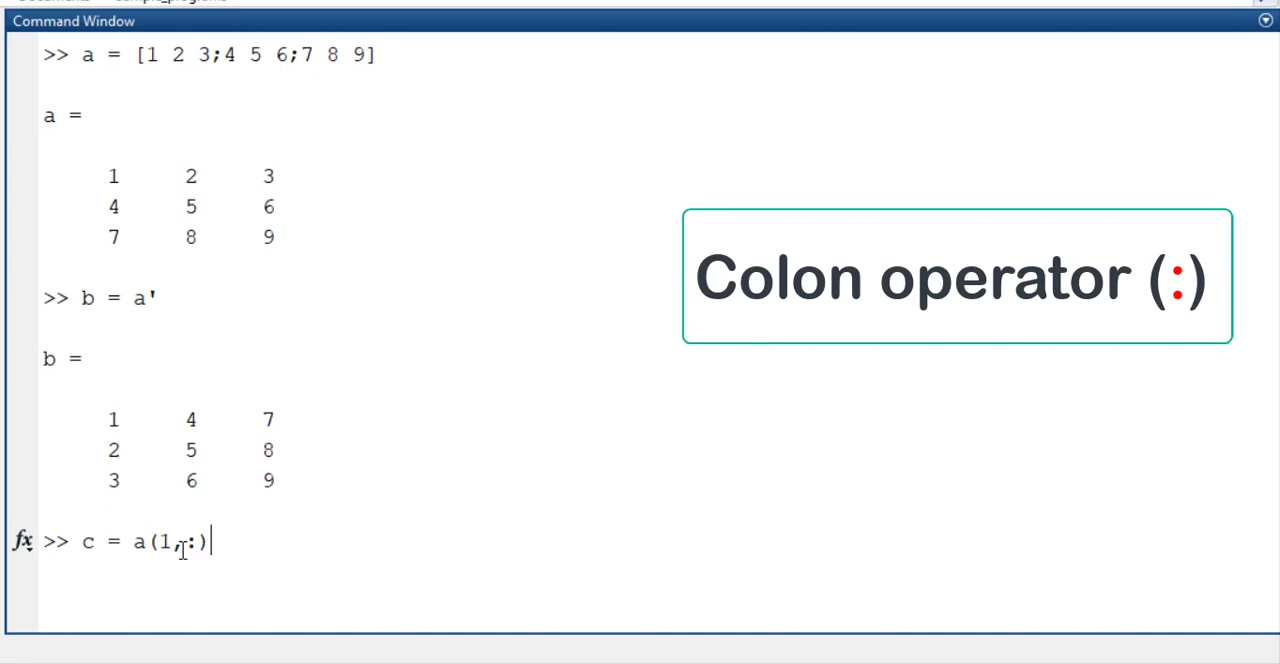 Command Window
>> a = [1 2 3;4 5 6;7 8 9]
a =
1 2 3
4 5 6
7 8 9
Colon operator (:)
>> b = a'
b =
1 4 7
2 5 8
3 6 9
fx >> c = a(1,:)